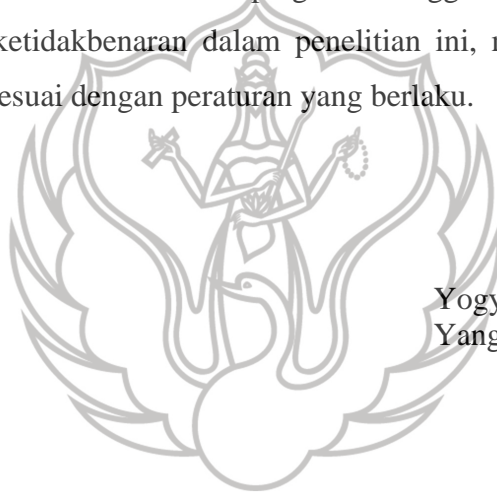 ketidakbenaran dalam penelitian ini,
esuai dengan peraturan yang berlaku.
Yogy
Yang